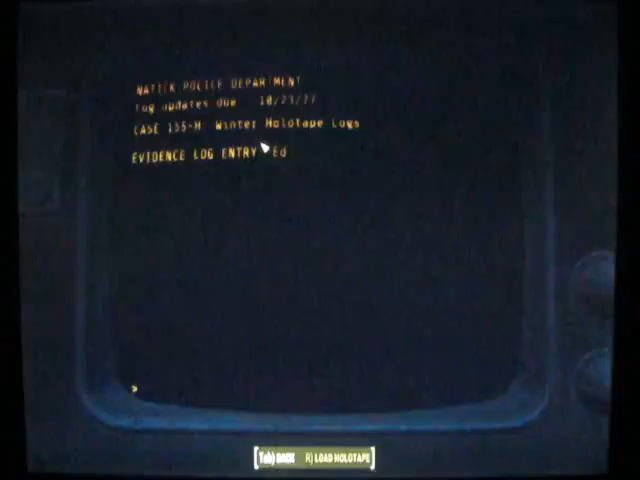 NATICK POLICE DEPARTMENT
Log updates due 10/23/77
CASE 155-H: Winter Holotape Logs
EVIDENCE LOG ENTRY Ed
>
Tab) BACK R) LOAD HOLOTAPE